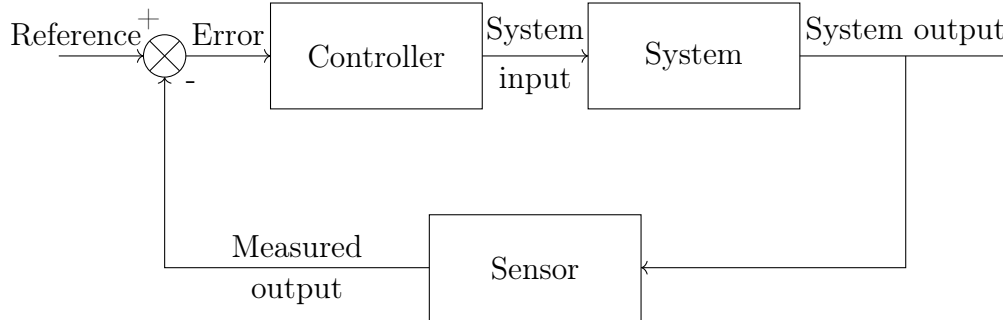 Reference
+
-
Error
Controller
System
input
System
System output
Measured
output
Sensor